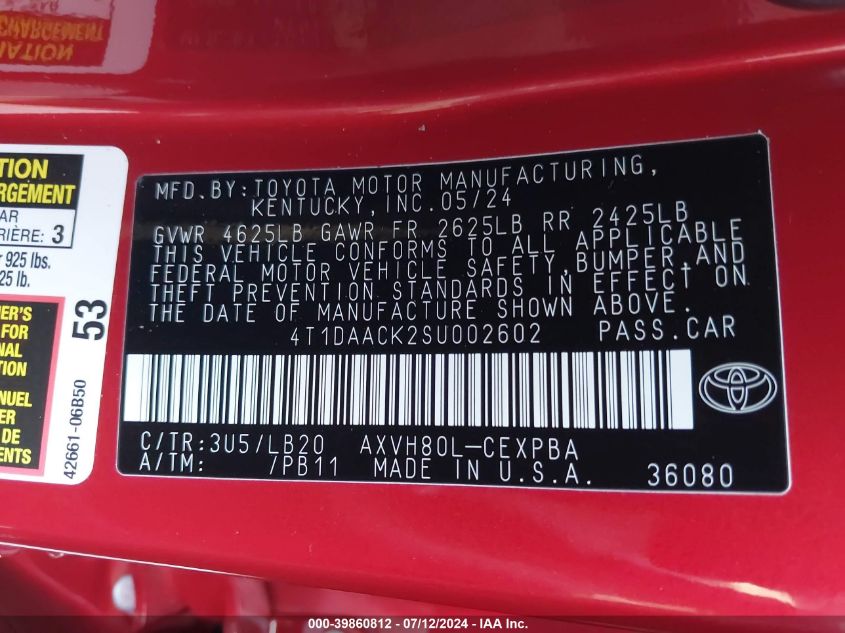 CHARGEMENT
AVATION
TION
RGEMENT
AR
RIÈRE: 3
r 925 lbs.
25 lb.
ER'S
FOR
NAL
TION
NUEL
ER
DE
42661-06B50
53
MFD.BY:TOYOTA MOTOR MANUFACTURING,
KENTUCKY,INC.05/24
GVWR 4625LB GAWR FR 2625LB RR 2425LB
THIS VEHICLE CONFORMS TO ALL APPLICABLE
FEDERAL MOTOR VEHICLE SAFETY,BUMPER,AND
THEFT PREVENTION STANDARDS IN EFFECT ON
THE DATE OF MANUFACTURE SHOWN ABOVE.
4T1DAACK2SU002602 PASS.CAR
C/TR:3U5/LB20 AXVH80L-CEXPBA
A/TM: /PB11 MADE IN U.S.A. 36080
000-39860812 - 07/12/2024 - IAA Inc.